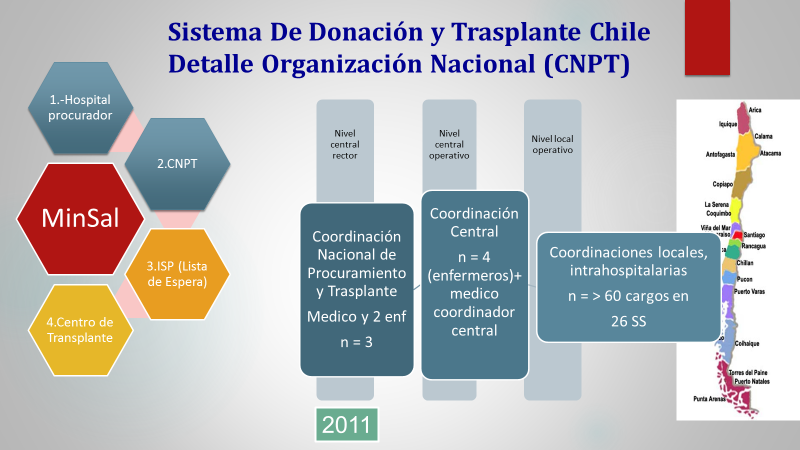 Sistema De Donación y Trasplante Chile
Detalle Organización Nacional (CNPT)
1.-Hospital
procurador
2.CNPT
MinSal
3.ISP (Lista
de Espera)
4.Centro de
Transplante
Nivel
central
rector
Nivel
central
operativo
Nivel local
operativo
Coordinación
Nacional de
Procuramiento
y Trasplante
Medico y 2 enf
n = 3
Coordinación
Central
n = 4
(enfermeros)+
medico
coordinador
central
Coordinaciones locales,
intrahospitalarias
n = > 60 cargos en
26 SS
2011
Arica
Iquique
Calama
Antofagasta
Atacama
Copiapo
La Serena
Coquimbo
Viña del Mar
Santiago
Rancagua
Chillan
Pucon
Puerto Varas
Coihaique
Torres del Paine
Puerto Natales
Punta Arenas